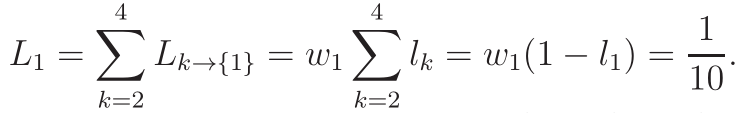 $L_1 = \sum_{k=2}^{4} L_{k \to \{1\}} = w_1 \sum_{k=2}^{4} l_k = w_1(1 - l_1) = \frac{1}{10}.$